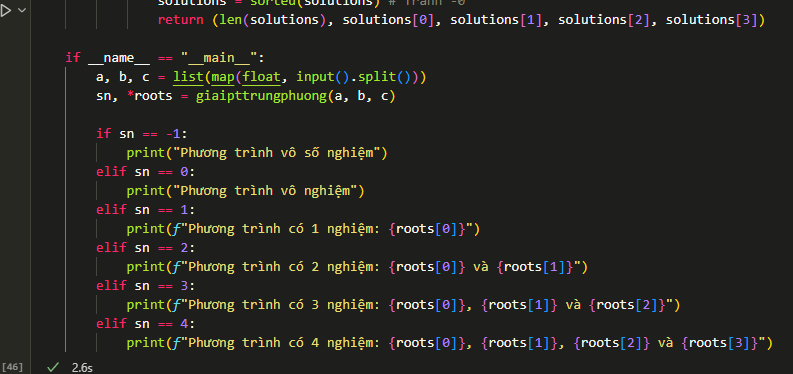 solutions = sorted(solutions) # Tránh -0
return (len(solutions), solutions[0], solutions[1], solutions[2], solutions[3])
if __name__ == "__main__":
a, b, c = list(map(float, input().split()))
sn, *roots = giaipttrungphuong(a, b, c)
if sn == -1:
print("Phương trình vô số nghiệm")
elif sn == 0:
print("Phương trình vô nghiệm")
elif sn == 1:
print(f"Phương trình có 1 nghiệm: {roots[0]}")
elif sn == 2:
print(f"Phương trình có 2 nghiệm: {roots[0]} và {roots[1]}")
elif sn == 3:
print(f"Phương trình có 3 nghiệm: {roots[0]}, {roots[1]} và {roots[2]}")
elif sn == 4:
print(f"Phương trình có 4 nghiệm: {roots[0]}, {roots[1]}, {roots[2]} và {roots[3]}")
[46] 2.6s